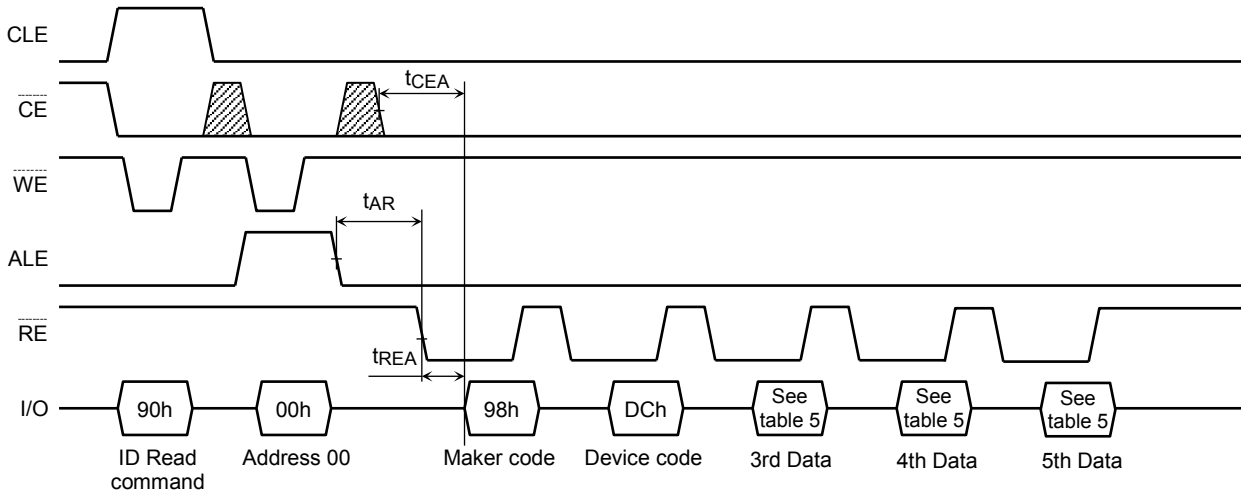 CLE
tCEA
CE
WE
tAR
ALE
RE
tREA
I/O
90h
00h
98h
DCh
See
table 5
See
table 5
See
table 5
ID Read
command
Address 00
Maker code
Device code
3rd Data
4th Data
5th Data